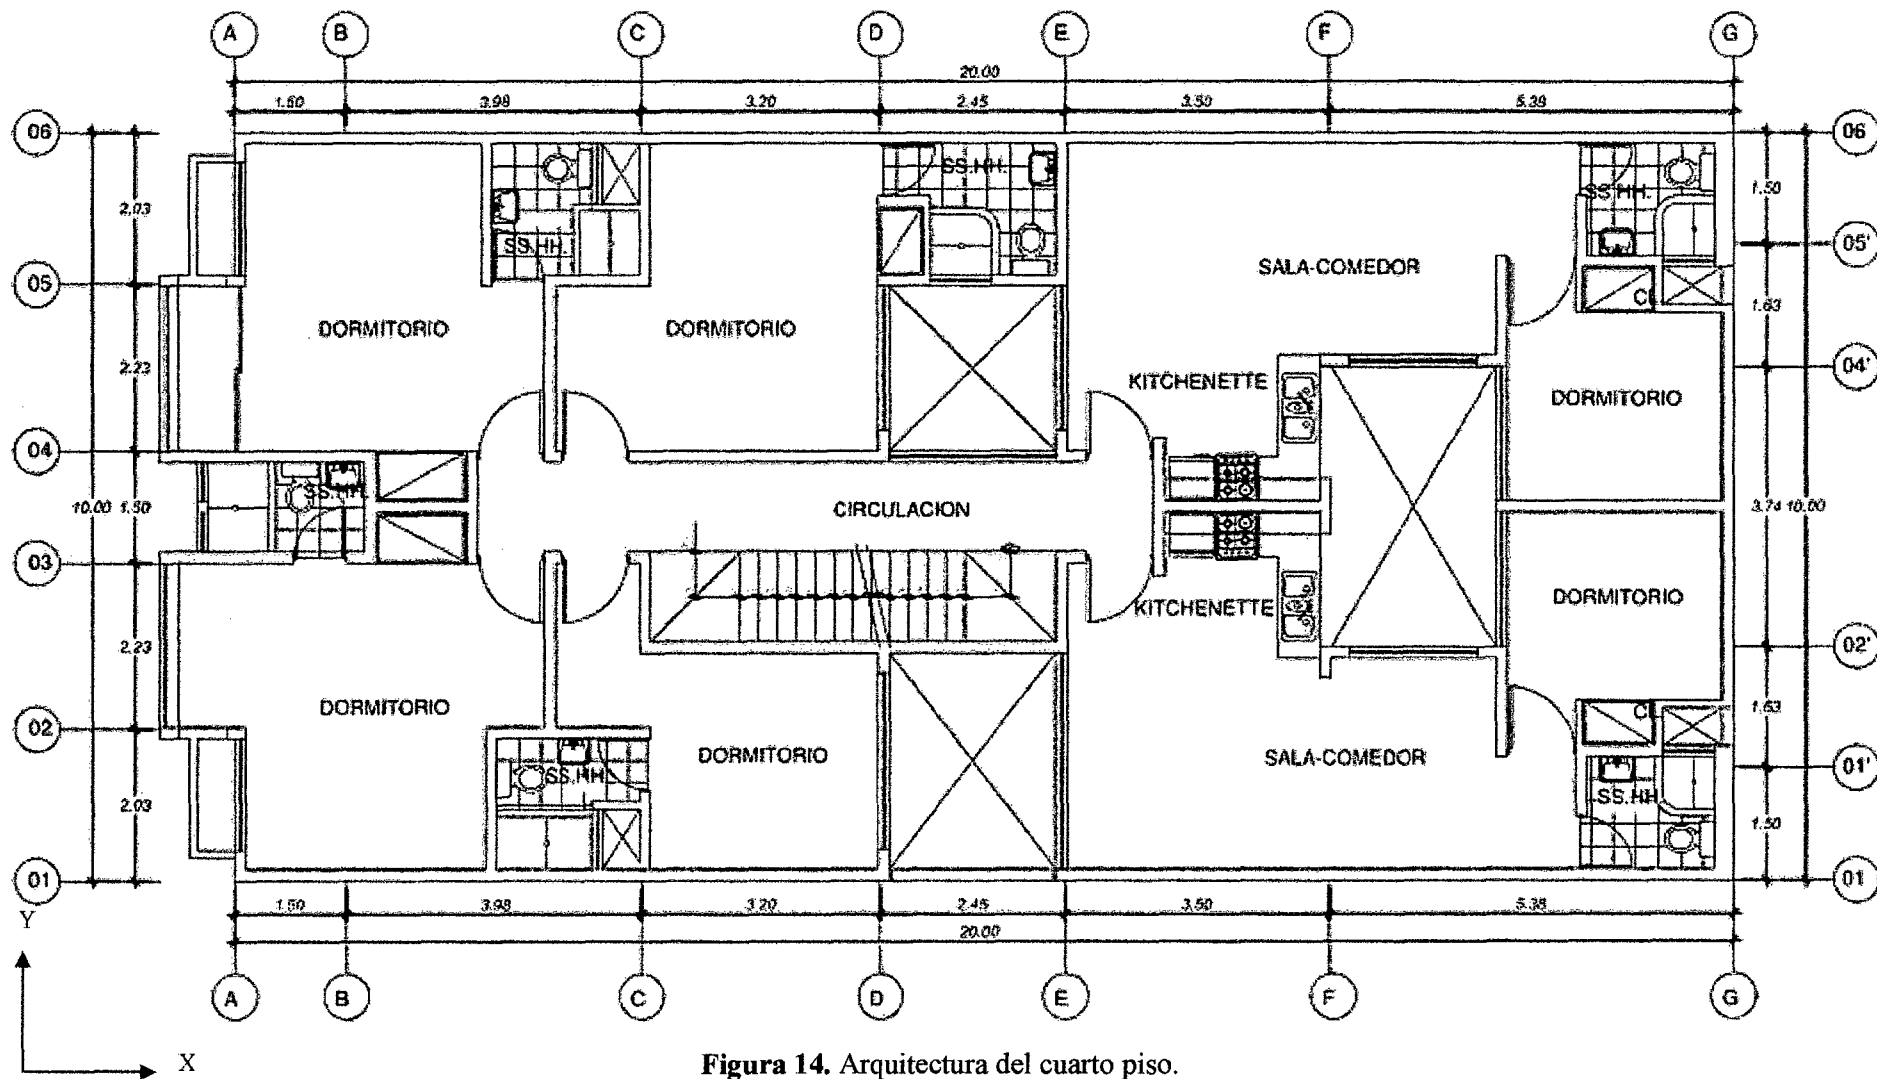 A B C D E F G
20.00
1.50 3.98 3.20 2.45 3.50 5.38
06 06
SS.HH.
SS.HH.
1.50
2.03
05'
SS.HH.
SALA-COMEDOR
05
CL
1.63
DORMITORIO DORMITORIO
2.23
04'
KITCHENETTE
DORMITORIO
04
SS.HH.
10.00 1.50
CIRCULACION
3.74 10.00
03
KITCHENETTE
DORMITORIO
2.23
02'
DORMITORIO
CL
1.63
02
DORMITORIO
SALA-COMEDOR
01'
SS.HH.
SS.HH.
2.03
1.50
01 01
1.50 3.98 3.20 2.45 3.50 5.38
Y
20.00
A B C D E F G
X
Figura 14. Arquitectura del cuarto piso.